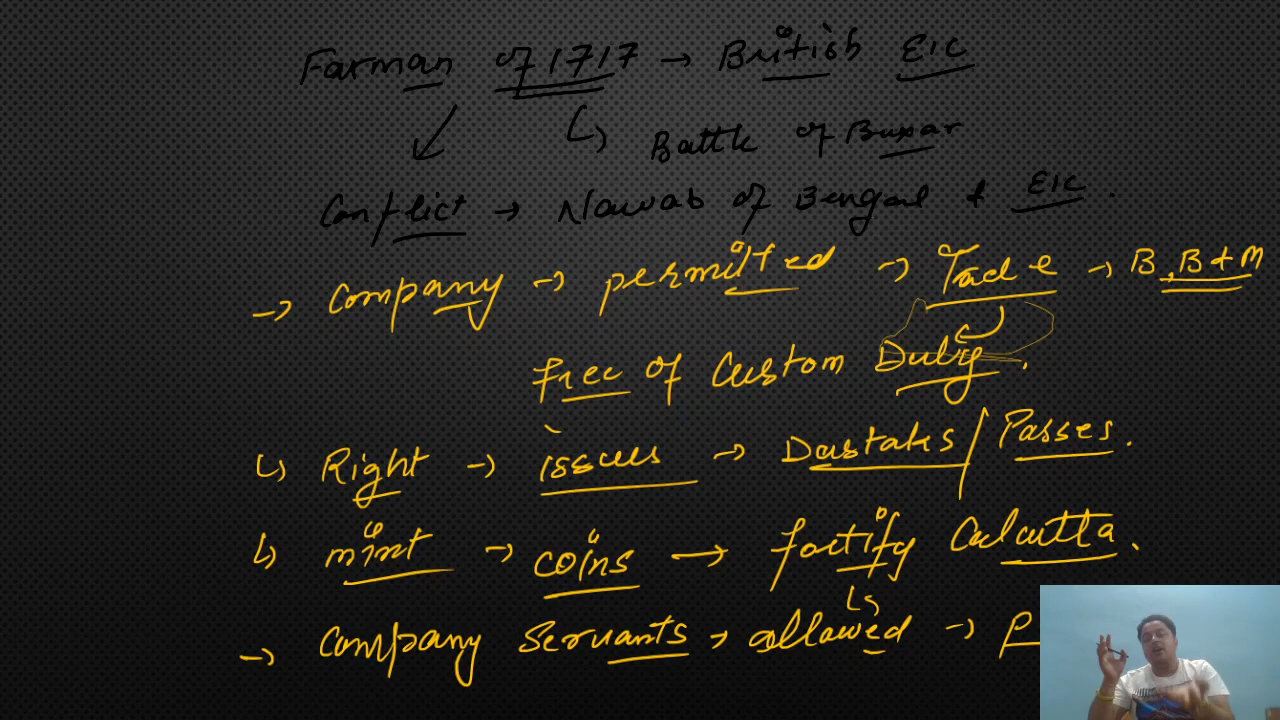 Farman of 1717 → British EIC
↳ Battle of Buxar
Conflict → Nawab of Bengal & EIC.
→ Company → permitted → Tade → B, B & M
Free of Custom Duty.
↳ Right → issues → Dastaks / Passes.
↳ mint → coins → fortify Calcutta.
→ Company Servants → allowed → P